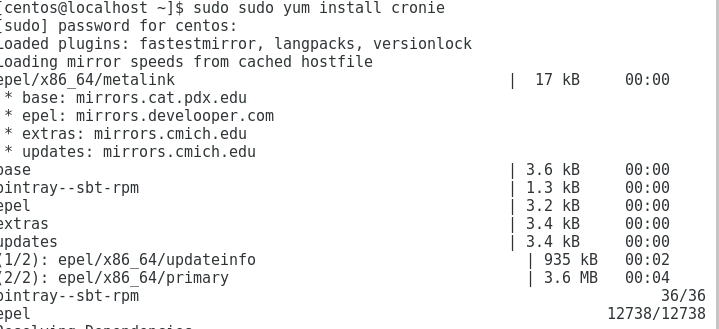 [centos@localhost ~]$ sudo sudo yum install cronie
[sudo] password for centos:
Loaded plugins: fastestmirror, langpacks, versionlock
Loading mirror speeds from cached hostfile
epel/x86_64/metalink | 17 kB 00:00
* base: mirrors.cat.pdx.edu
* epel: mirrors.develooper.com
* extras: mirrors.cmich.edu
* updates: mirrors.cmich.edu
base | 3.6 kB 00:00
bintray--sbt-rpm | 1.3 kB 00:00
epel | 3.2 kB 00:00
extras | 3.4 kB 00:00
updates | 3.4 kB 00:00
(1/2): epel/x86_64/updateinfo | 935 kB 00:02
(2/2): epel/x86_64/primary | 3.6 MB 00:04
bintray--sbt-rpm 36/36
epel 12738/12738